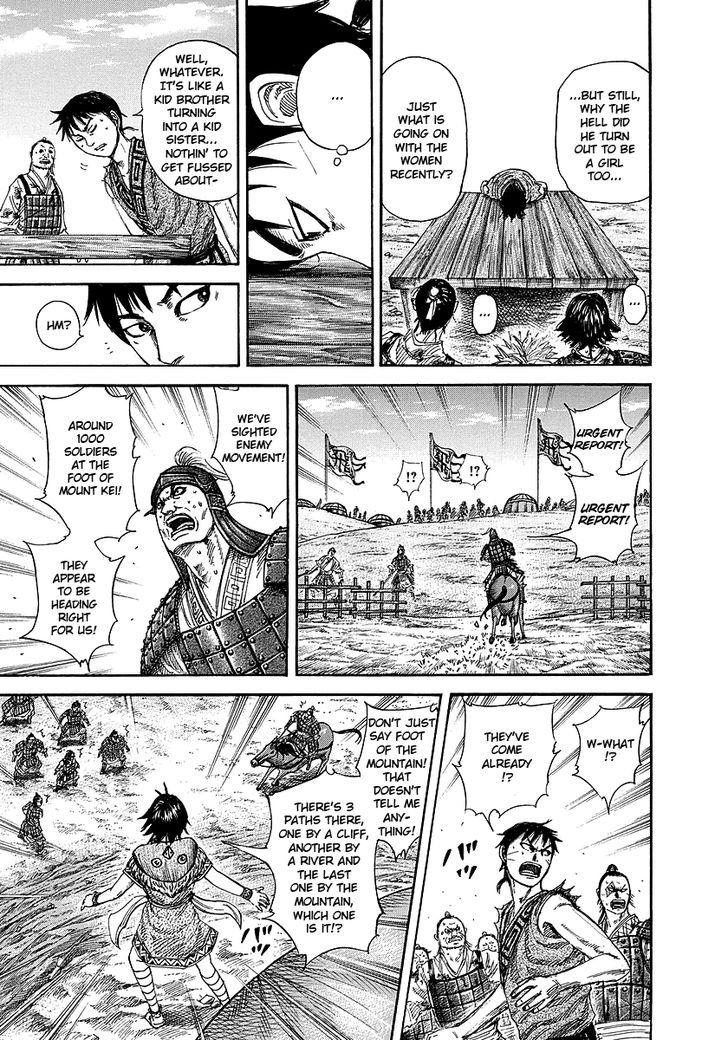 ...BUT STILL,
WHY THE
HELL DID
HE TURN
OUT TO BE
A GIRL
TOO...
JUST
WHAT IS
GOING ON
WITH THE
WOMEN
RECENTLY?
...
...
...
WELL,
WHATEVER.
IT'S LIKE A
KID BROTHER
TURNING
INTO A KID
SISTER...
NOTHIN' TO
GET FUSSED
ABOUT-
HM?
URGENT
REPORT!
URGENT
REPORT!
!?
!?
WE'VE
SIGHTED
ENEMY
MOVEMENT!
AROUND
1000
SOLDIERS
AT THE
FOOT OF
MOUNT KEI!
THEY
APPEAR
TO BE
HEADING
RIGHT
FOR US!
W-WHAT
!?
THEY'VE
COME
ALREADY
!?
DON'T JUST
SAY FOOT
OF THE
MOUNTAIN!
THAT
DOESN'T
TELL ME
ANY-
THING!
THERE'S 3
PATHS THERE,
ONE BY A CLIFF,
ANOTHER
BY A
RIVER AND
THE LAST
ONE BY THE
MOUNTAIN,
WHICH ONE
IS IT!?